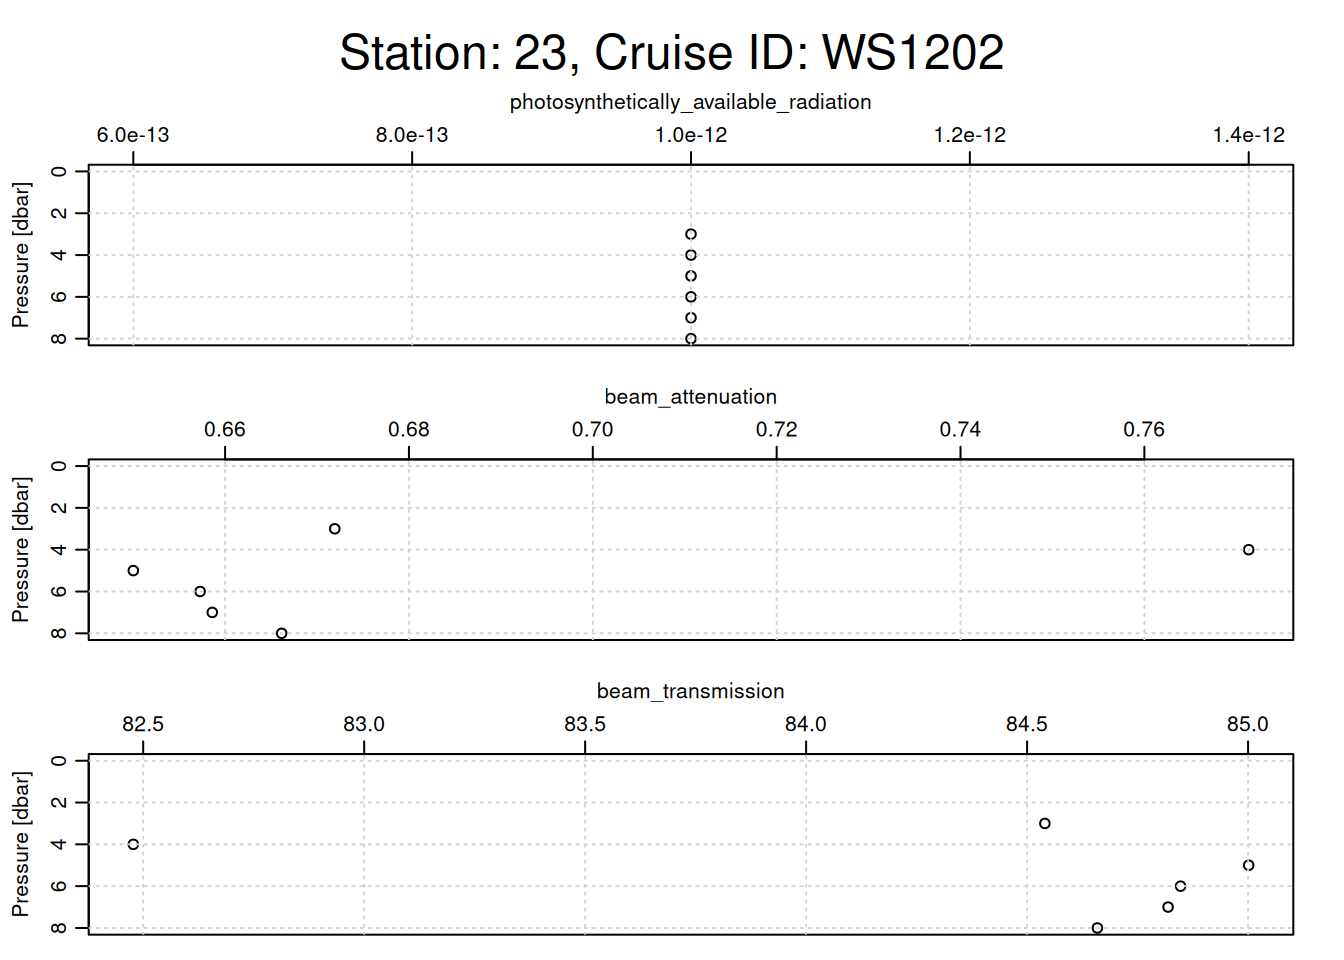 Station: 23, Cruise ID: WS1202
photosynthetically_available_radiation
6.0e-13 8.0e-13 1.0e-12 1.2e-12 1.4e-12
Pressure [dbar]
0
2
4
6
8
beam_attenuation
0.66 0.68 0.70 0.72 0.74 0.76
Pressure [dbar]
0
2
4
6
8
beam_transmission
82.5 83.0 83.5 84.0 84.5 85.0
Pressure [dbar]
0
2
4
6
8